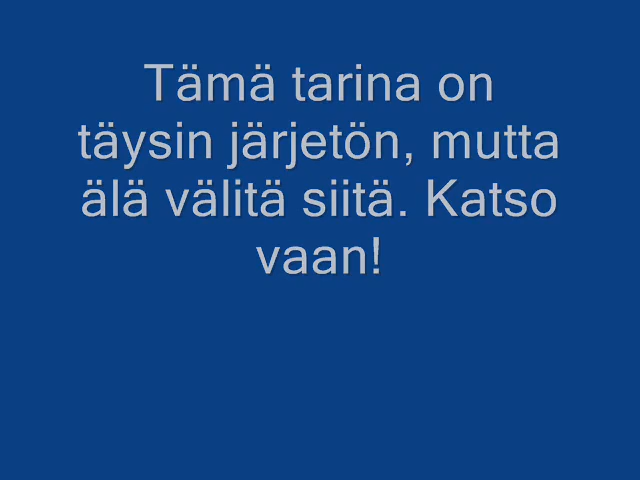 Tämä tarina on
täysin järjetön, mutta
älä välitä siitä. Katso
vaan!